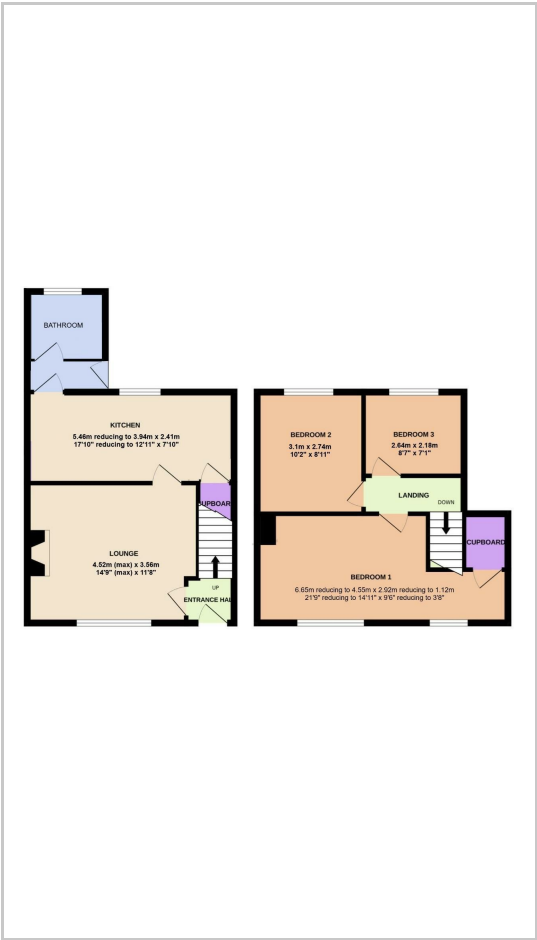 BATHROOM
KITCHEN
5.46m reducing to 3.94m x 2.41m
17'10" reducing to 12'11" x 7'10"
CUPBOARD
LOUNGE
4.52m (max) x 3.56m
14'9" (max) x 11'8"
UP
ENTRANCE HAL
BEDROOM 2
3.1m x 2.74m
10'2" x 8'11"
BEDROOM 3
2.64m x 2.18m
8'7" x 7'1"
LANDING
DOWN
CUPBOARD
BEDROOM 1
6.65m reducing to 4.55m x 2.92m reducing to 1.12m
21'9" reducing to 14'11" x 9'6" reducing to 3'8"